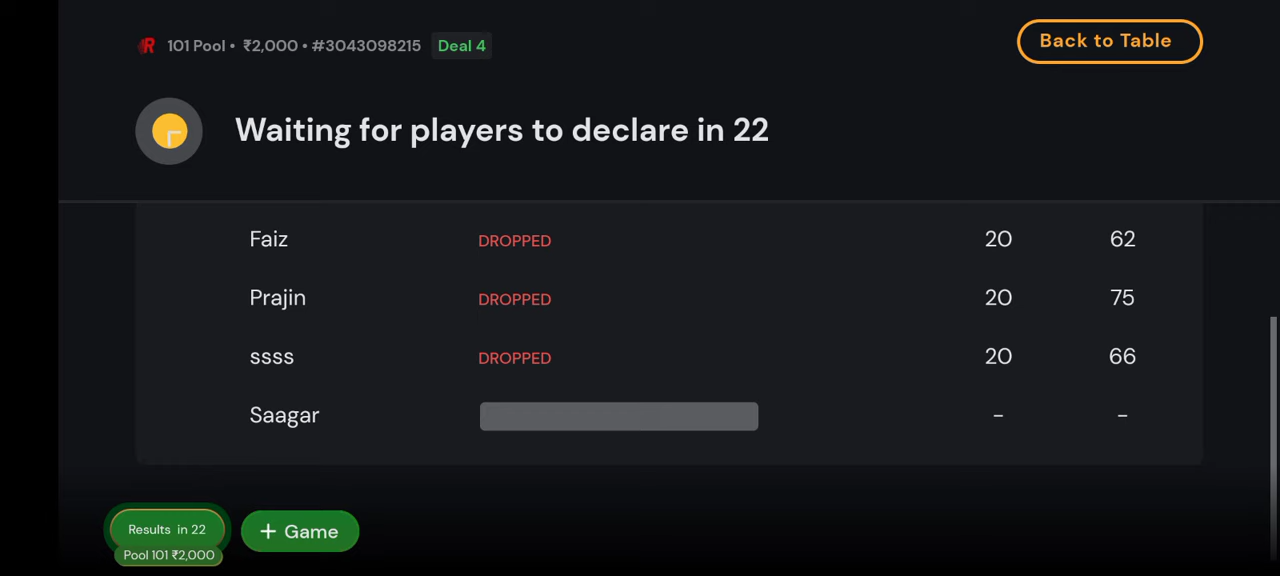 101 Pool • ₹2,000 • #3043098215 Deal 4
Back to Table
Waiting for players to declare in 22
Faiz DROPPED 20 62
Prajin DROPPED 20 75
ssss DROPPED 20 66
Saagar - -
Results in 22
Pool 101 ₹2,000
+ Game